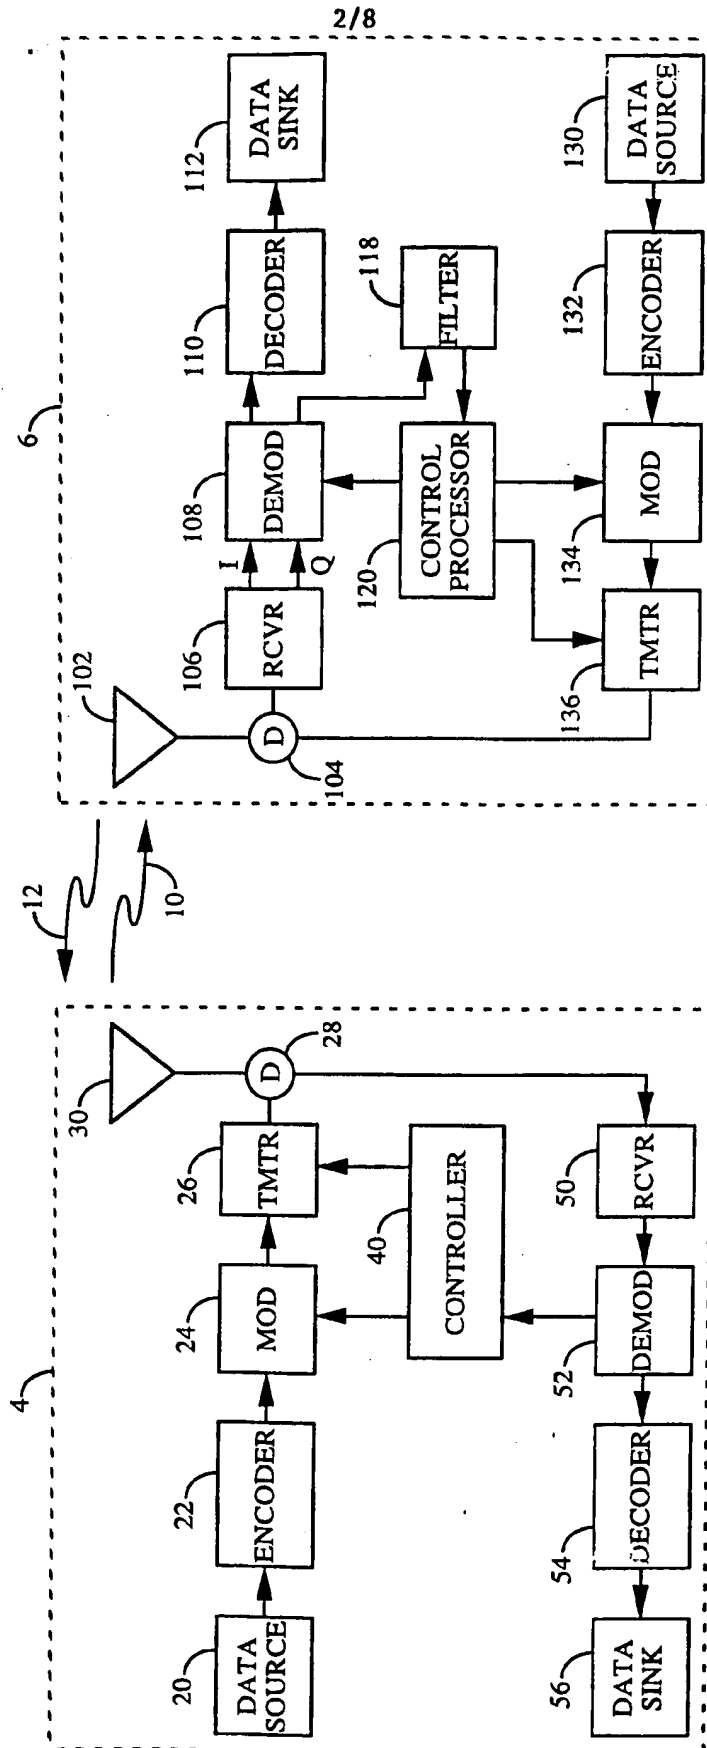 2/8
4
20
DATA
SOURCE
22
ENCODER
24
MOD
26
TMTR
28
D
30
40
CONTROLLER
50
RCVR
52
DEMOD
54
DECODER
56
DATA
SINK
12
10
6
102
104
D
106
RCVR
I
Q
108
DEMOD
110
DECODER
112
DATA
SINK
118
FILTER
120
CONTROL
PROCESSOR
130
DATA
SOURCE
132
ENCODER
134
MOD
136
TMTR